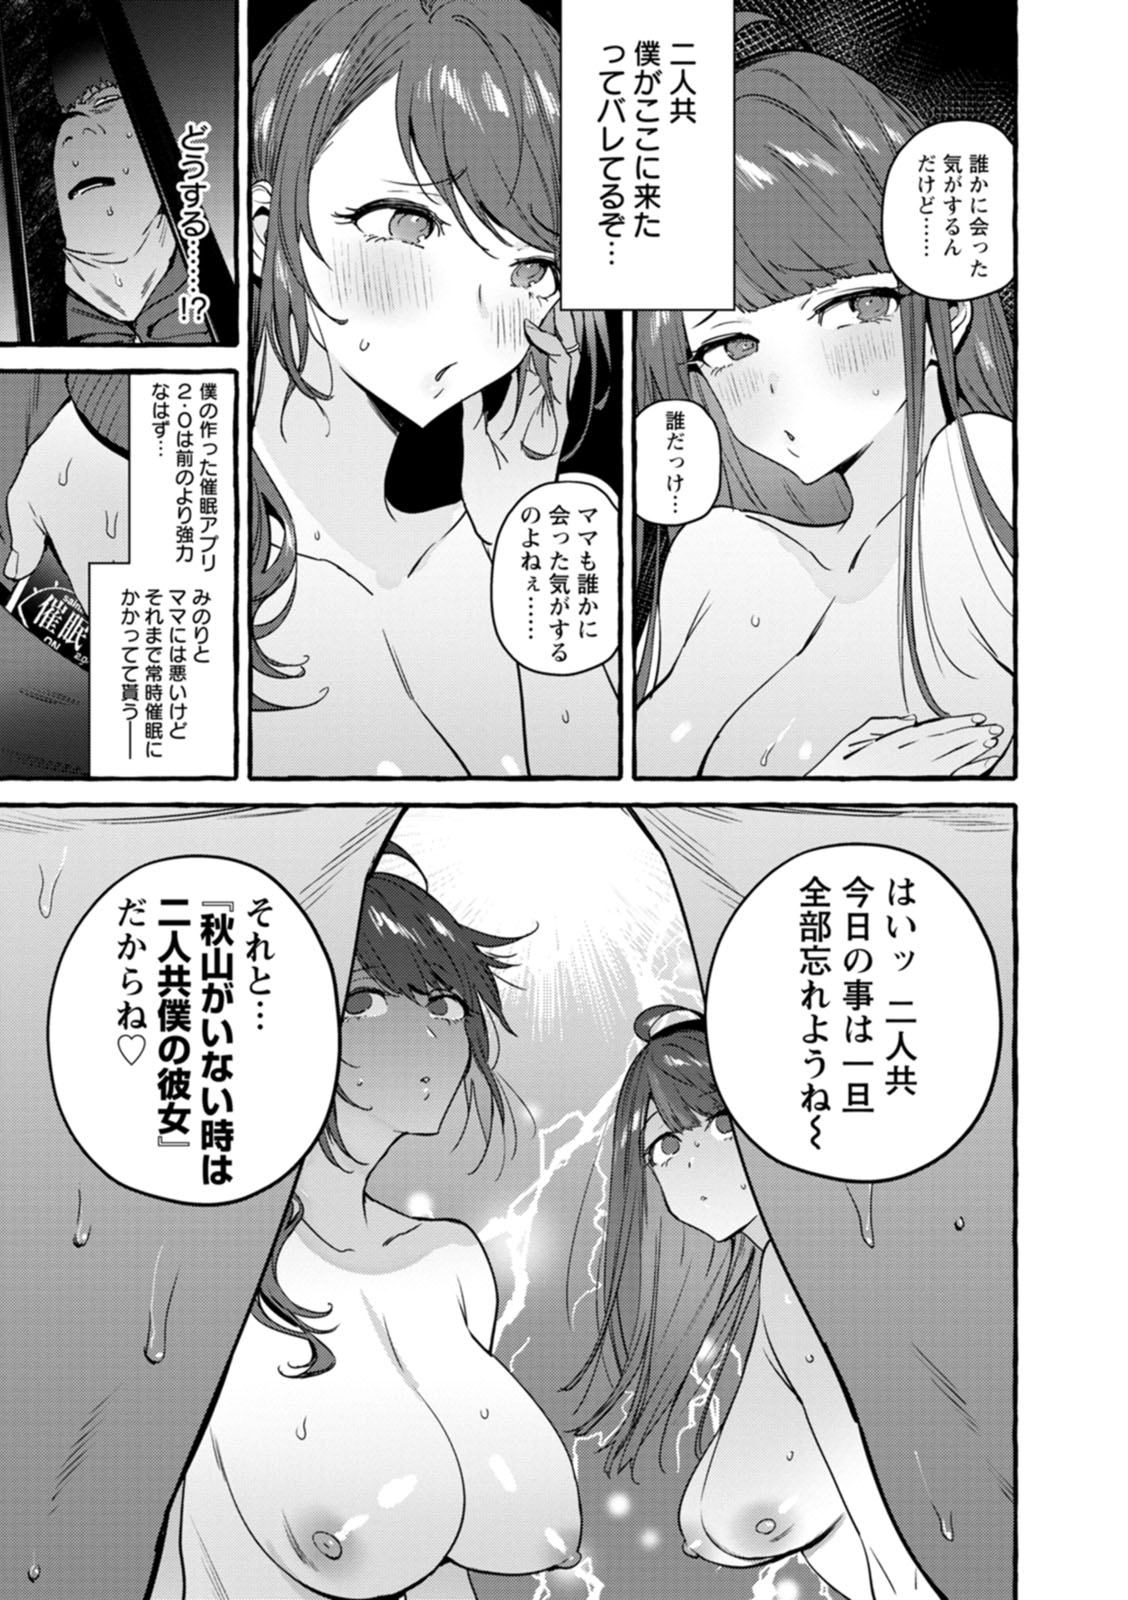 誰かに会った
気がするん
だけど……
誰だっけ…
二人共
僕がここに来た
ってバレてるぞ…
ママも誰かに
会った気がする
のよねぇ……
どうする……!?
僕の作った催眠アプリ
2.0は前のより強力
なはず…
みのりと
ママには悪いけど
それまで常時催眠に
かかってて貰う――
催眠
ON
はいッ 二人共
今日の事は一旦
全部忘れようね〜
それと…
『秋山がいない時は
二人共僕の彼女』
だからね♡